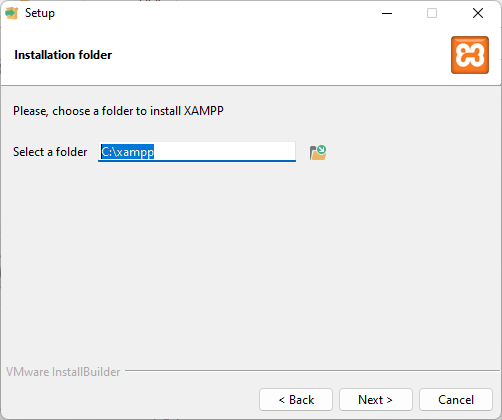 Setup
Installation folder
Please, choose a folder to install XAMPP
Select a folder C:\xampp
VMware InstallBuilder
< Back Next > Cancel